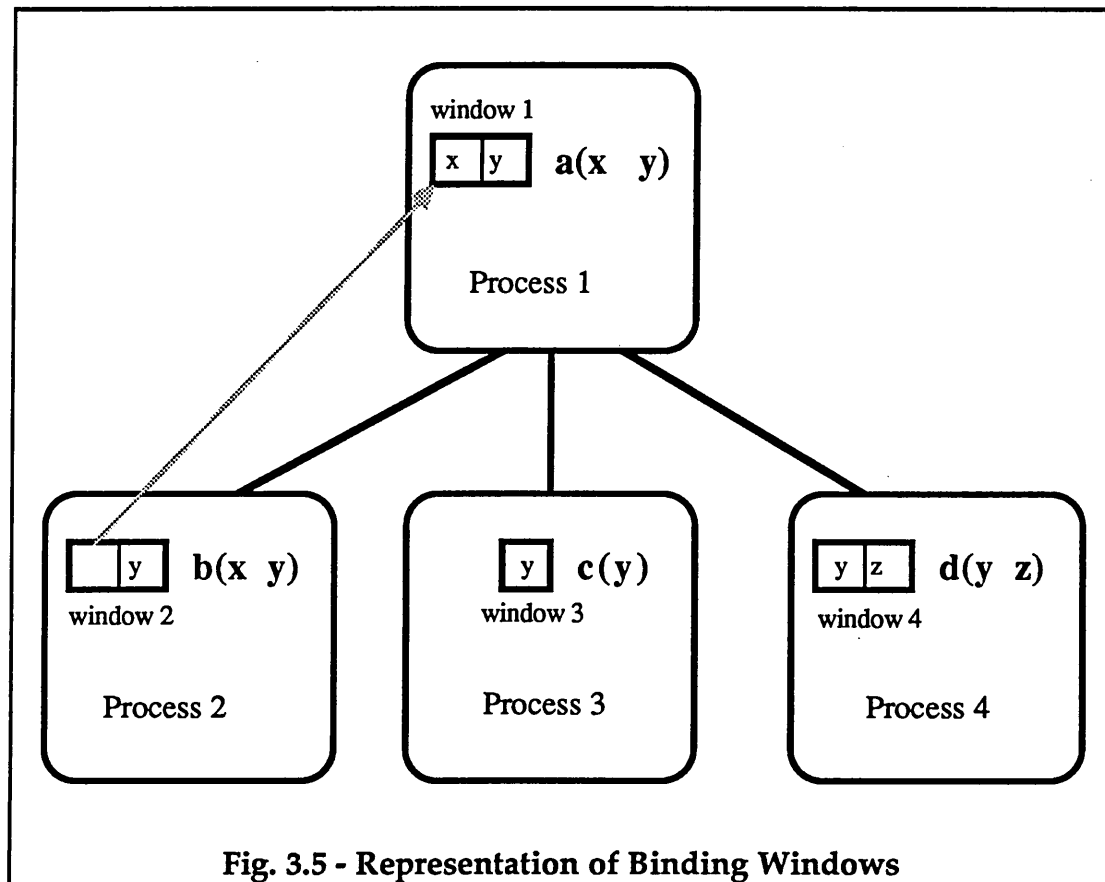 window 1
x y a(x y)
Process 1
y b(x y)
window 2
Process 2
y c(y)
window 3
Process 3
y z d(y z)
window 4
Process 4
Fig. 3.5 - Representation of Binding Windows